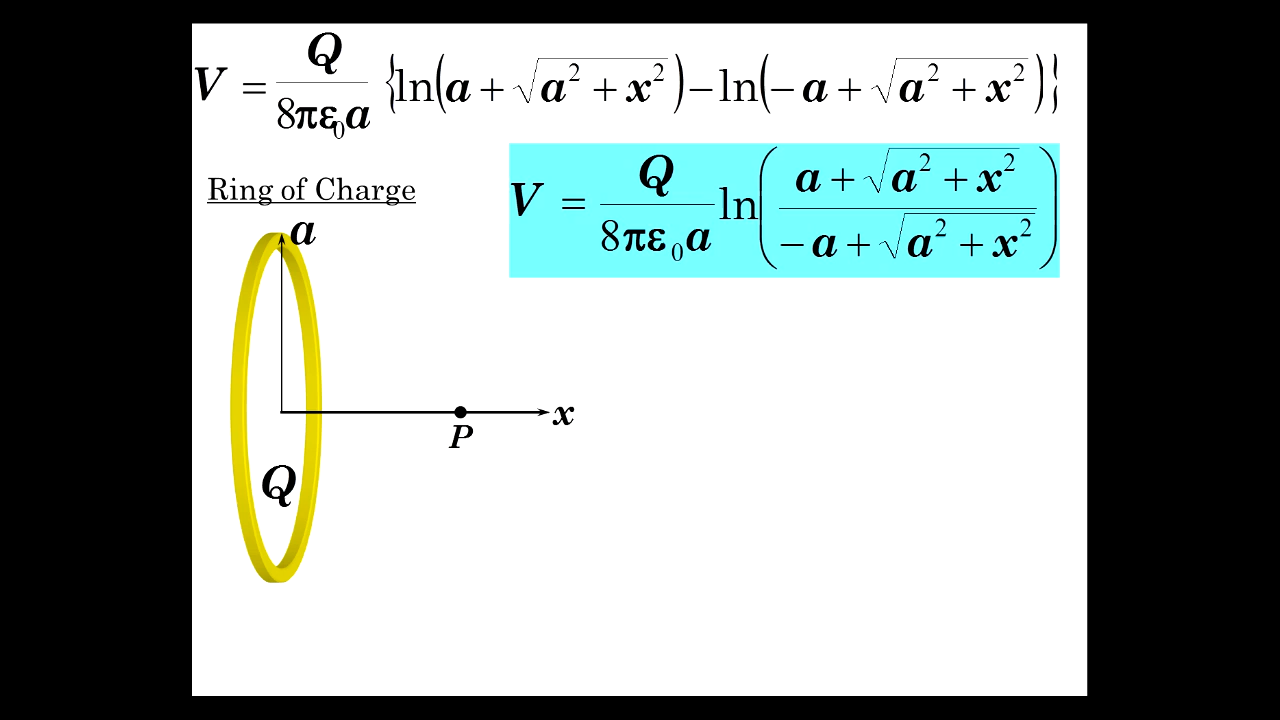 V = Q / 8πε₀a {ln(a + √(a² + x²)) − ln(−a + √(a² + x²))}
V = Q / 8πε₀a ln((a + √(a² + x²)) / (−a + √(a² + x²)))
Ring of Charge
a
x
P
Q